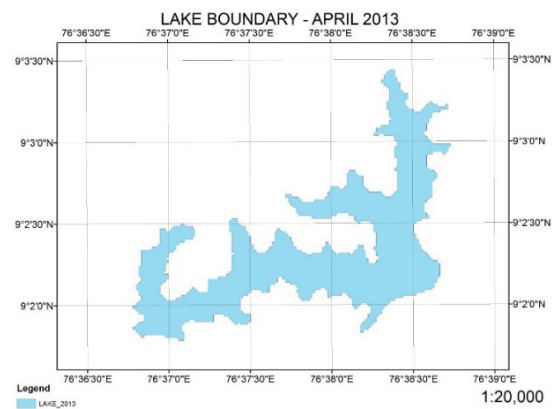 LAKE BOUNDARY - APRIL 2013
76°36'30"E 76°37'0"E 76°37'30"E 76°38'0"E 76°38'30"E 76°39'0"E
9°3'30"N 9°3'30"N
9°3'0"N 9°3'0"N
9°2'30"N 9°2'30"N
9°2'0"N 9°2'0"N
76°36'30"E 76°37'0"E 76°37'30"E 76°38'0"E 76°38'30"E 76°39'0"E
Legend
LAKE_2013
1:20,000